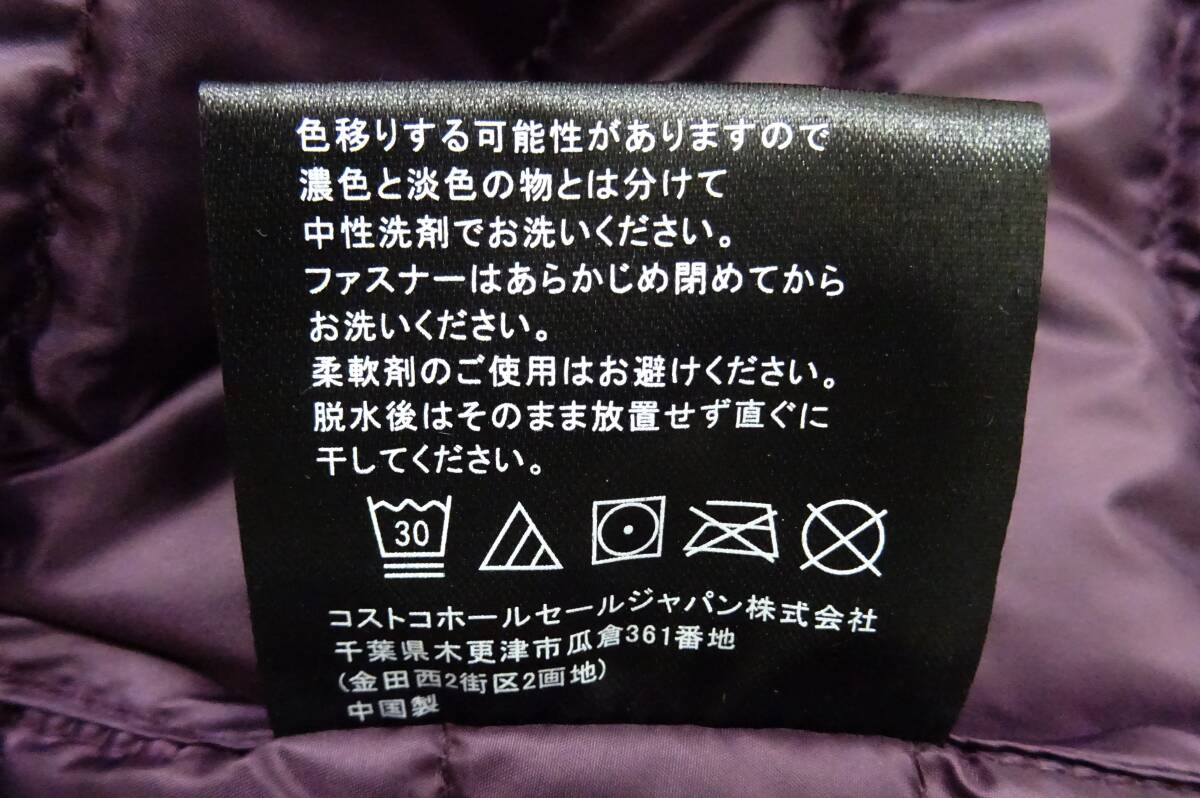 色移りする可能性がありますので
濃色と淡色の物とは分けて
中性洗剤でお洗いください。
ファスナーはあらかじめ閉めてから
お洗いください。
柔軟剤のご使用はお避けください。
脱水後はそのまま放置せず直ぐに
干してください。
30
コストコホールセールジャパン株式会社
千葉県木更津市瓜倉361番地
(金田西2街区2画地)
中国製